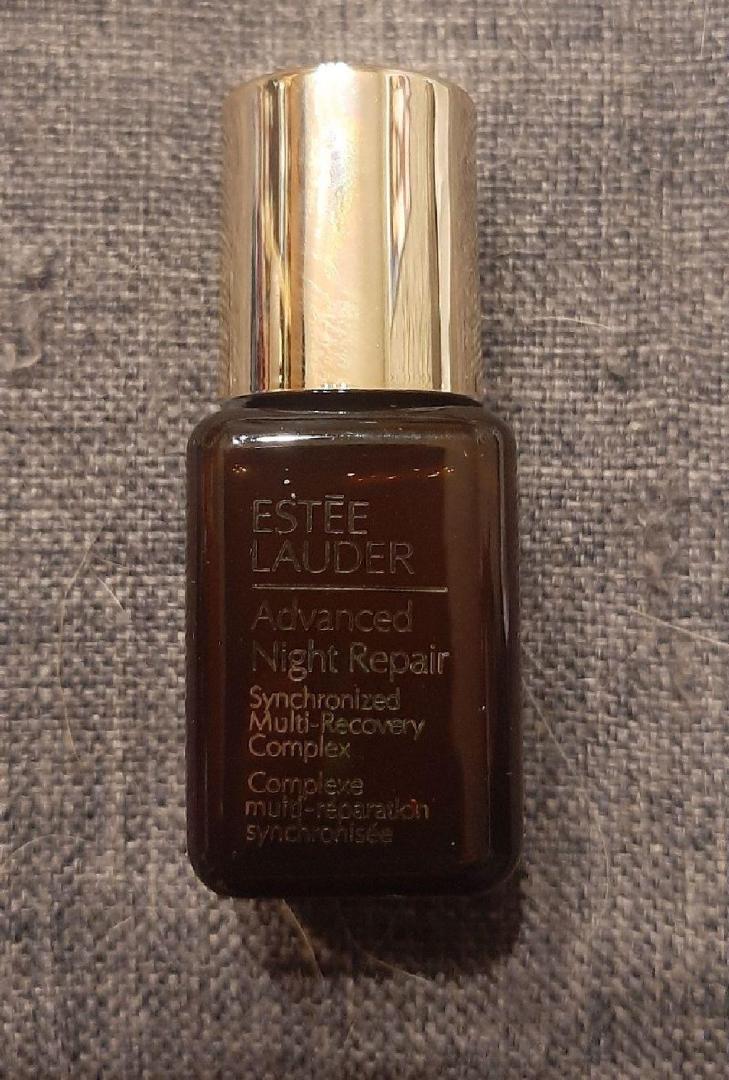 ESTĒE
LAUDER
Advanced
Night Repair
Synchronized
Multi-Recovery
Complex
Complexe
multi-réparation
synchronisée